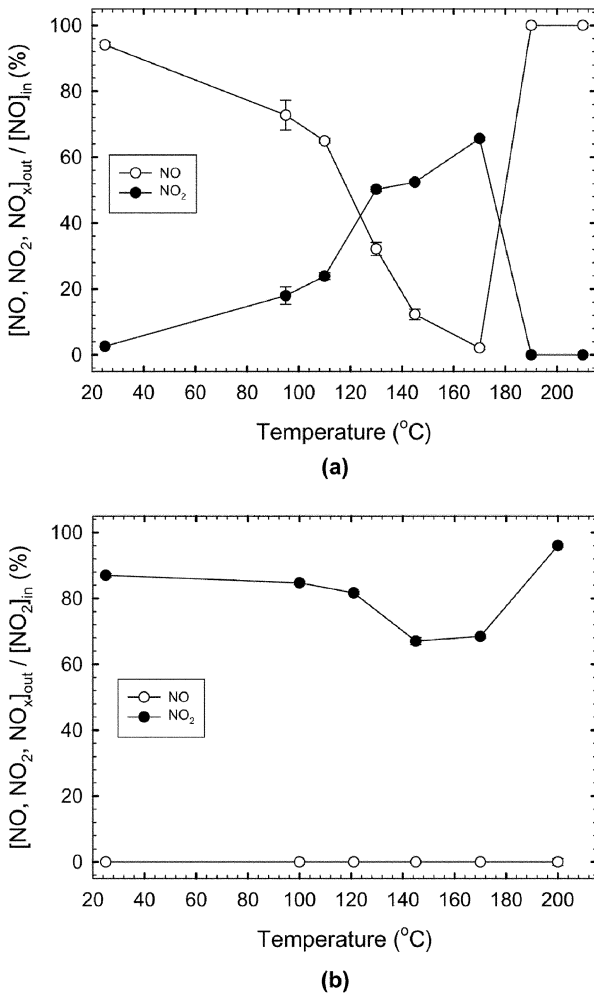 [NO, NO2, NOx]out / [NO]in (%)
100
80
60
40
20
0
NO
NO2
20 40 60 80 100 120 140 160 180 200
Temperature (oC)
(a)
[NO, NO2, NOx]out / [NO2]in (%)
100
80
60
40
20
0
NO
NO2
20 40 60 80 100 120 140 160 180 200
Temperature (oC)
(b)